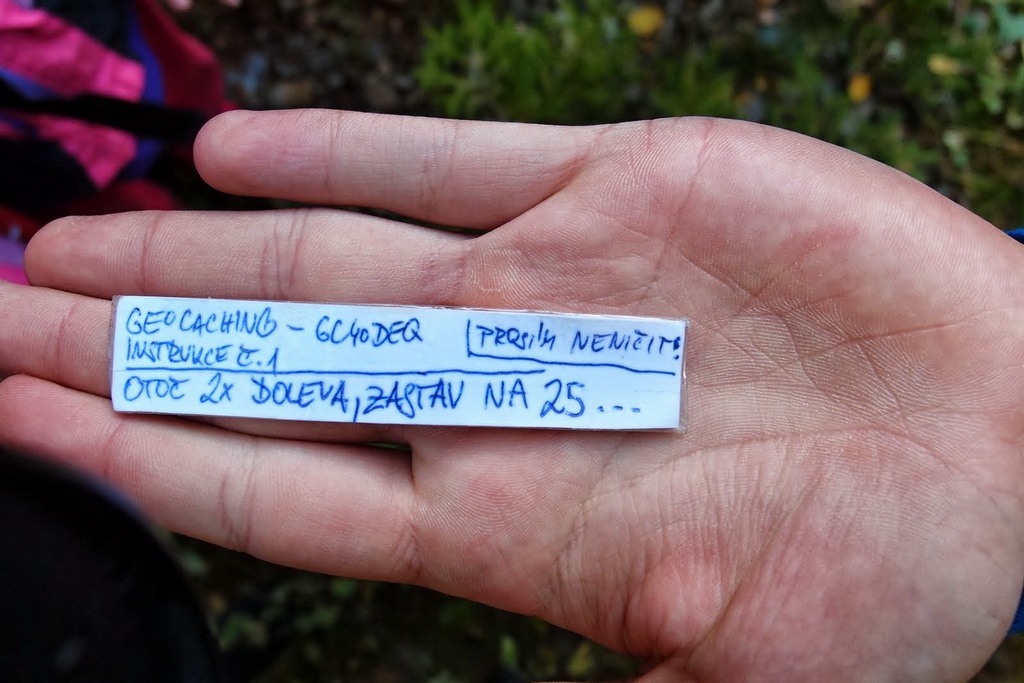 GEOCACHING - GC40DEQ PROSÍM NENIČIT!
INSTRUKCE Č.1
OTOČ 2x DOLEVA, ZASTAV NA 25...